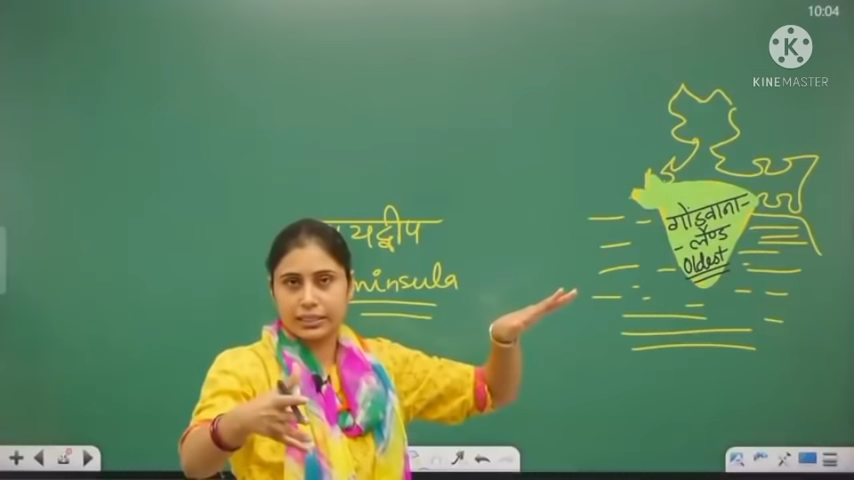 10:04
KINEMASTER
यद्वीप
ninsula
गोंडवाना-
-लैण्ड
Oldest